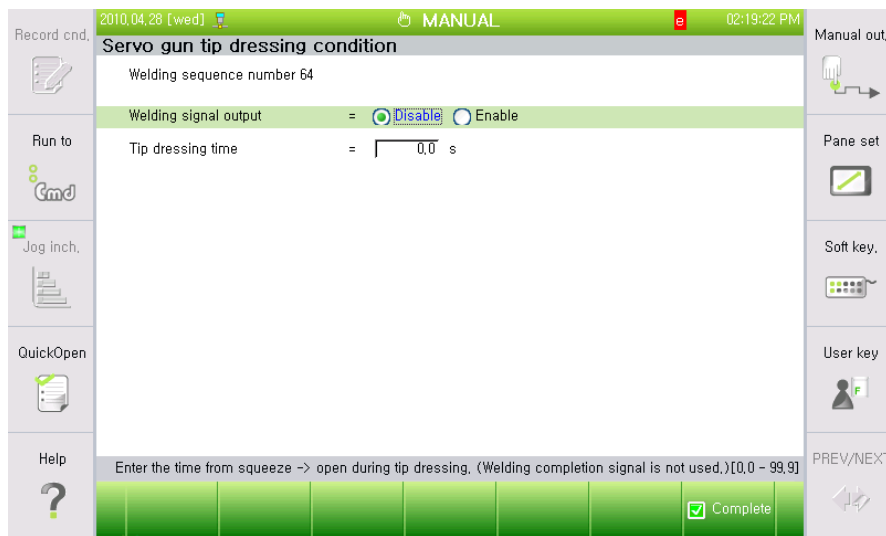 2010,04,28 [wed]
MANUAL
e
02:19:22 PM
Servo gun tip dressing condition
Welding sequence number 64
Welding signal output = Disable Enable
Tip dressing time = 0,0 s
Enter the time from squeeze -> open during tip dressing, (Welding completion signal is not used,)[0,0 - 99,9]
Complete
Record cnd,
Run to
Cmd
Jog inch,
QuickOpen
Help
?
Manual out,
Pane set
Soft key,
User key
F
PREV/NEXT